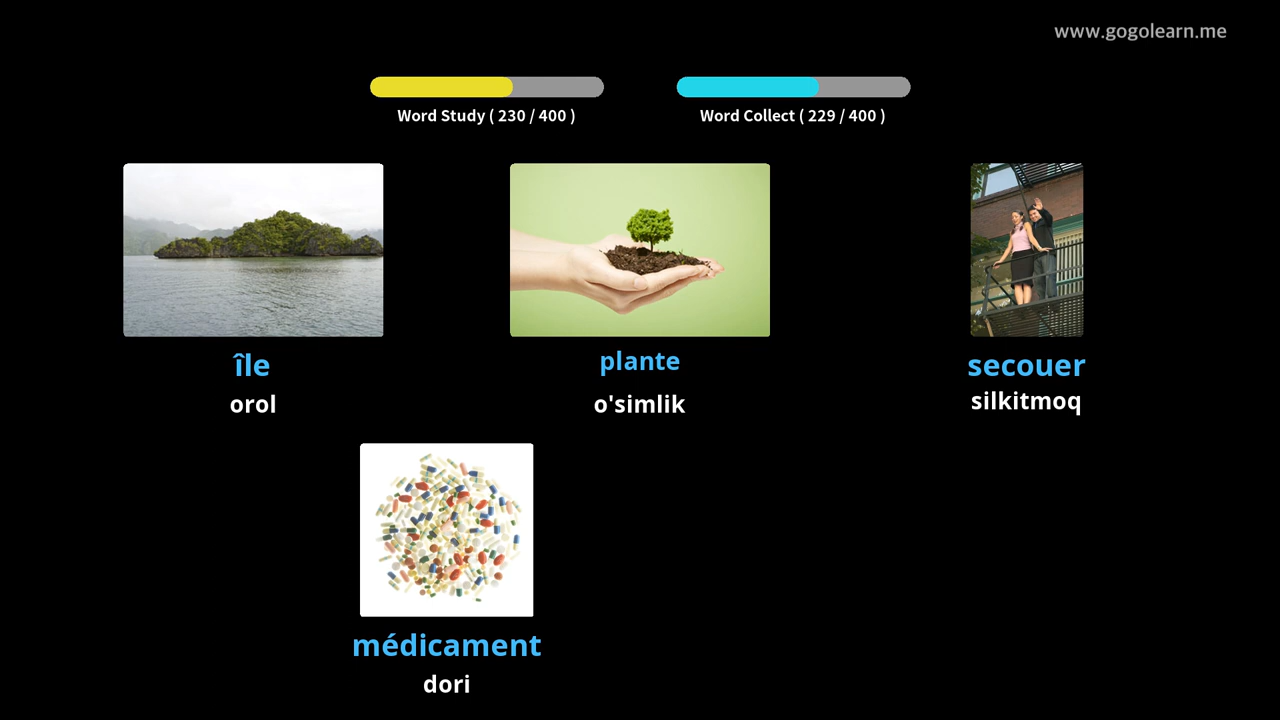 www.gogolearn.me
Word Study ( 230 / 400 )
Word Collect ( 229 / 400 )
île
plante
secouer
orol
o'simlik
silkitmoq
médicament
dori